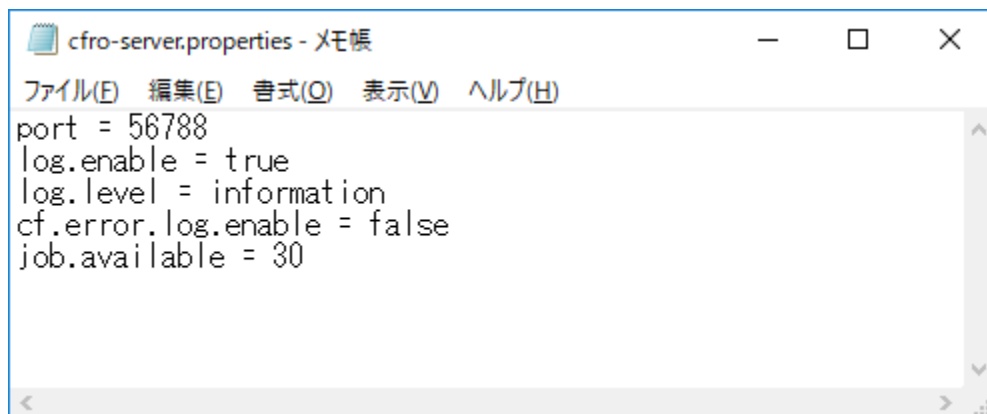 cfro-server.properties - メモ帳
ファイル(F) 編集(E) 書式(O) 表示(V) ヘルプ(H)
port = 56788
log.enable = true
log.level = information
cf.error.log.enable = false
job.available = 30